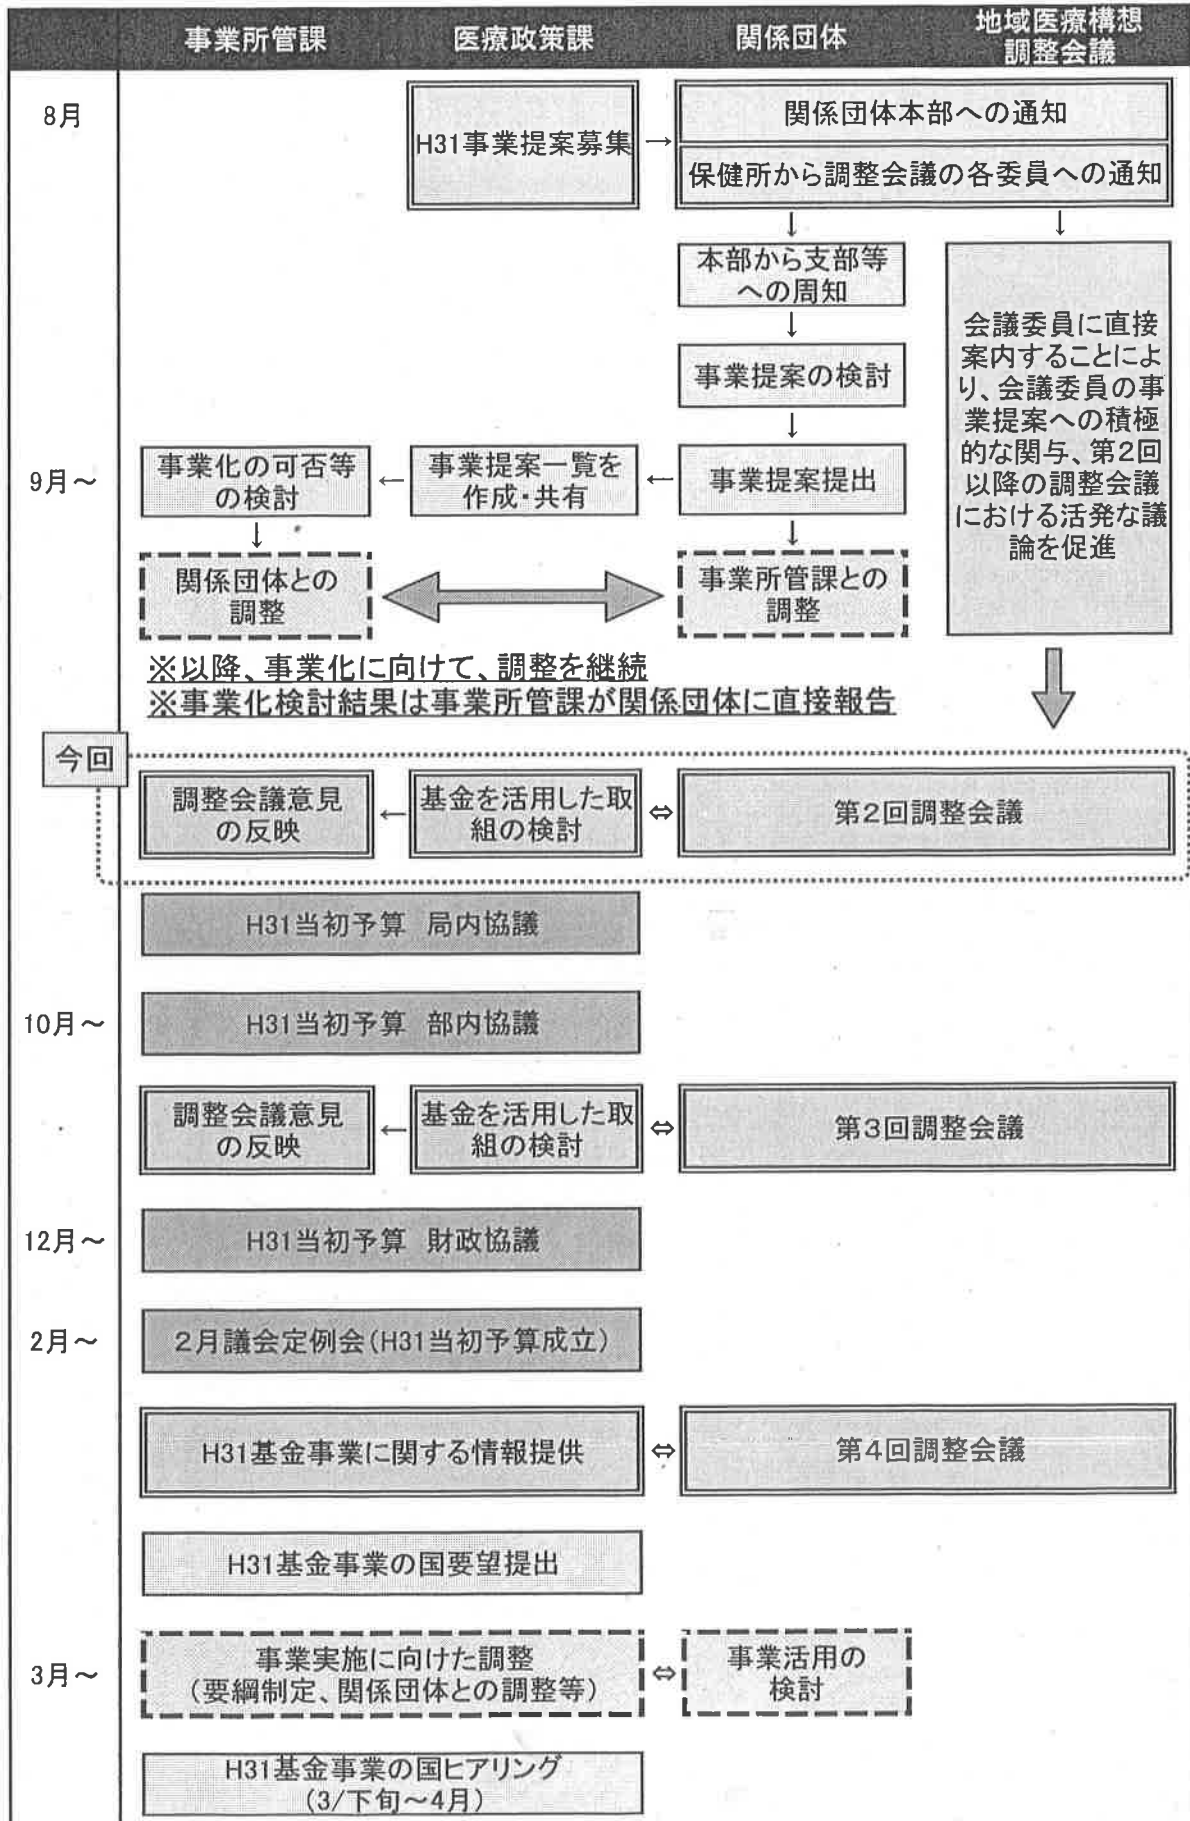 事業所管課
医療政策課
関係団体
地域医療構想
調整会議
8月
H31事業提案募集
→
関係団体本部への通知
保健所から調整会議の各委員への通知
↓
↓
本部から支部等
への周知
↓
事業提案の検討
↓
会議委員に直接
案内することによ
り、会議委員の事
業提案への積極
的な関与、第2回
以降の調整会議
における活発な議
論を促進
9月～
事業化の可否等
の検討
←
事業提案一覧を
作成・共有
←
事業提案提出
↓
↓
関係団体との
調整
事業所管課との
調整
※以降、事業化に向けて、調整を継続
※事業化検討結果は事業所管課が関係団体に直接報告
今回
調整会議意見
の反映
←
基金を活用した取
組の検討
⇔
第2回調整会議
H31当初予算 局内協議
10月～
H31当初予算 部内協議
調整会議意見
の反映
←
基金を活用した取
組の検討
⇔
第3回調整会議
12月～
H31当初予算 財政協議
2月～
2月議会定例会(H31当初予算成立)
H31基金事業に関する情報提供
⇔
第4回調整会議
H31基金事業の国要望提出
3月～
事業実施に向けた調整
(要綱制定、関係団体との調整等)
⇔
事業活用の
検討
H31基金事業の国ヒアリング
(3/下旬～4月)